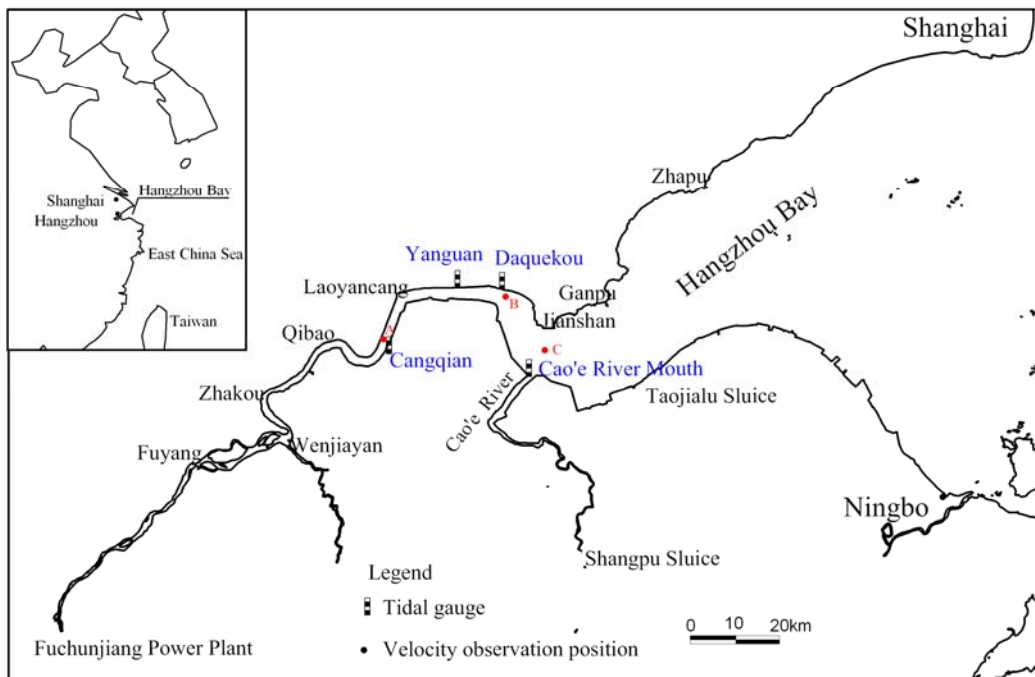 Shanghai
Shanghai
Hangzhou
Hangzhou Bay
East China Sea
Taiwan
Zhapu
Hangzhou Bay
Yanguan
Daquekou
Laoyancang
Ganpu
B
Jianshan
Qibao
A
Cangqian
C
Cao'e River Mouth
Zhakou
Cao'e River
Taojialu Sluice
Fuyang
Wenjiayan
Ningbo
Shangpu Sluice
Legend
Tidal gauge
0 10 20km
Velocity observation position
Fuchunjiang Power Plant